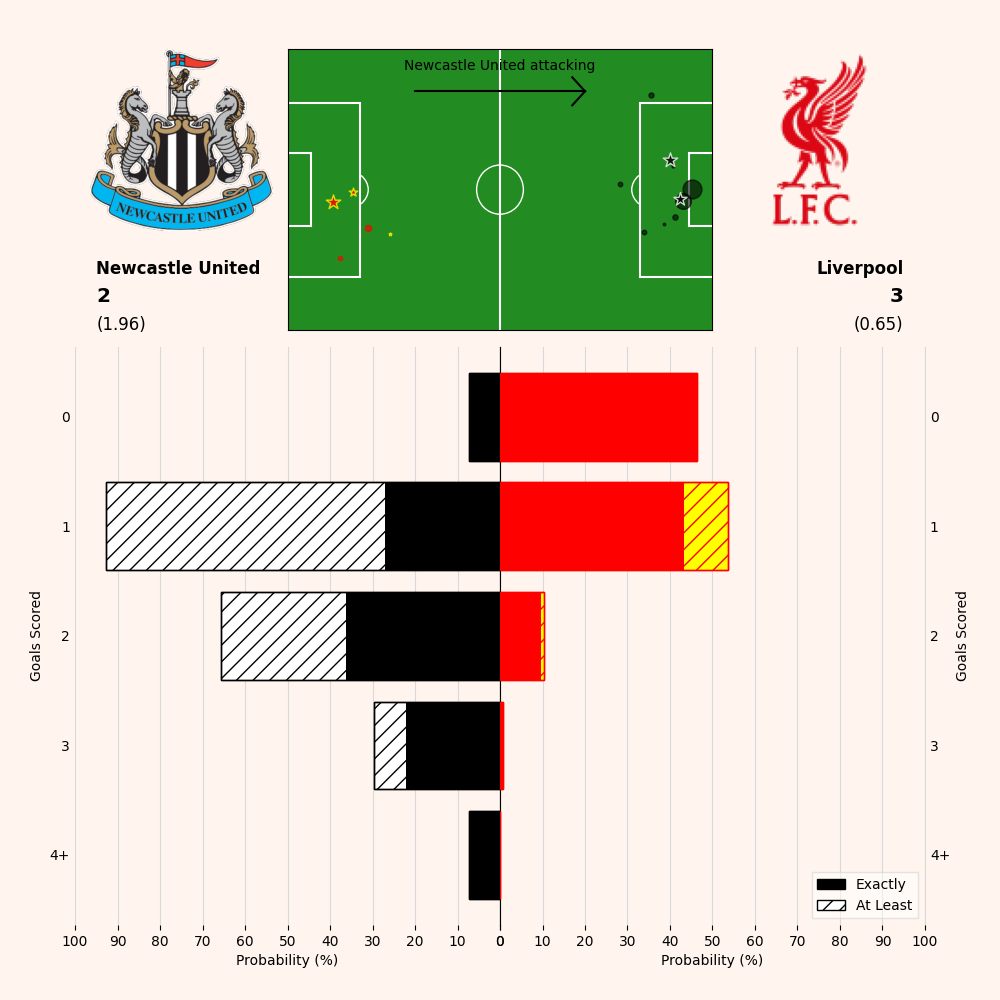 Newcastle United attacking
NEWCASTLE UNITED
L.F.C.
Newcastle United
2
(1.96)
Liverpool
3
(0.65)
0
1
2
3
4+
Goals Scored
0
1
2
3
4+
Goals Scored
Exactly
At Least
100 90 80 70 60 50 40 30 20 10 0
0 10 20 30 40 50 60 70 80 90 100
Probability (%)
Probability (%)